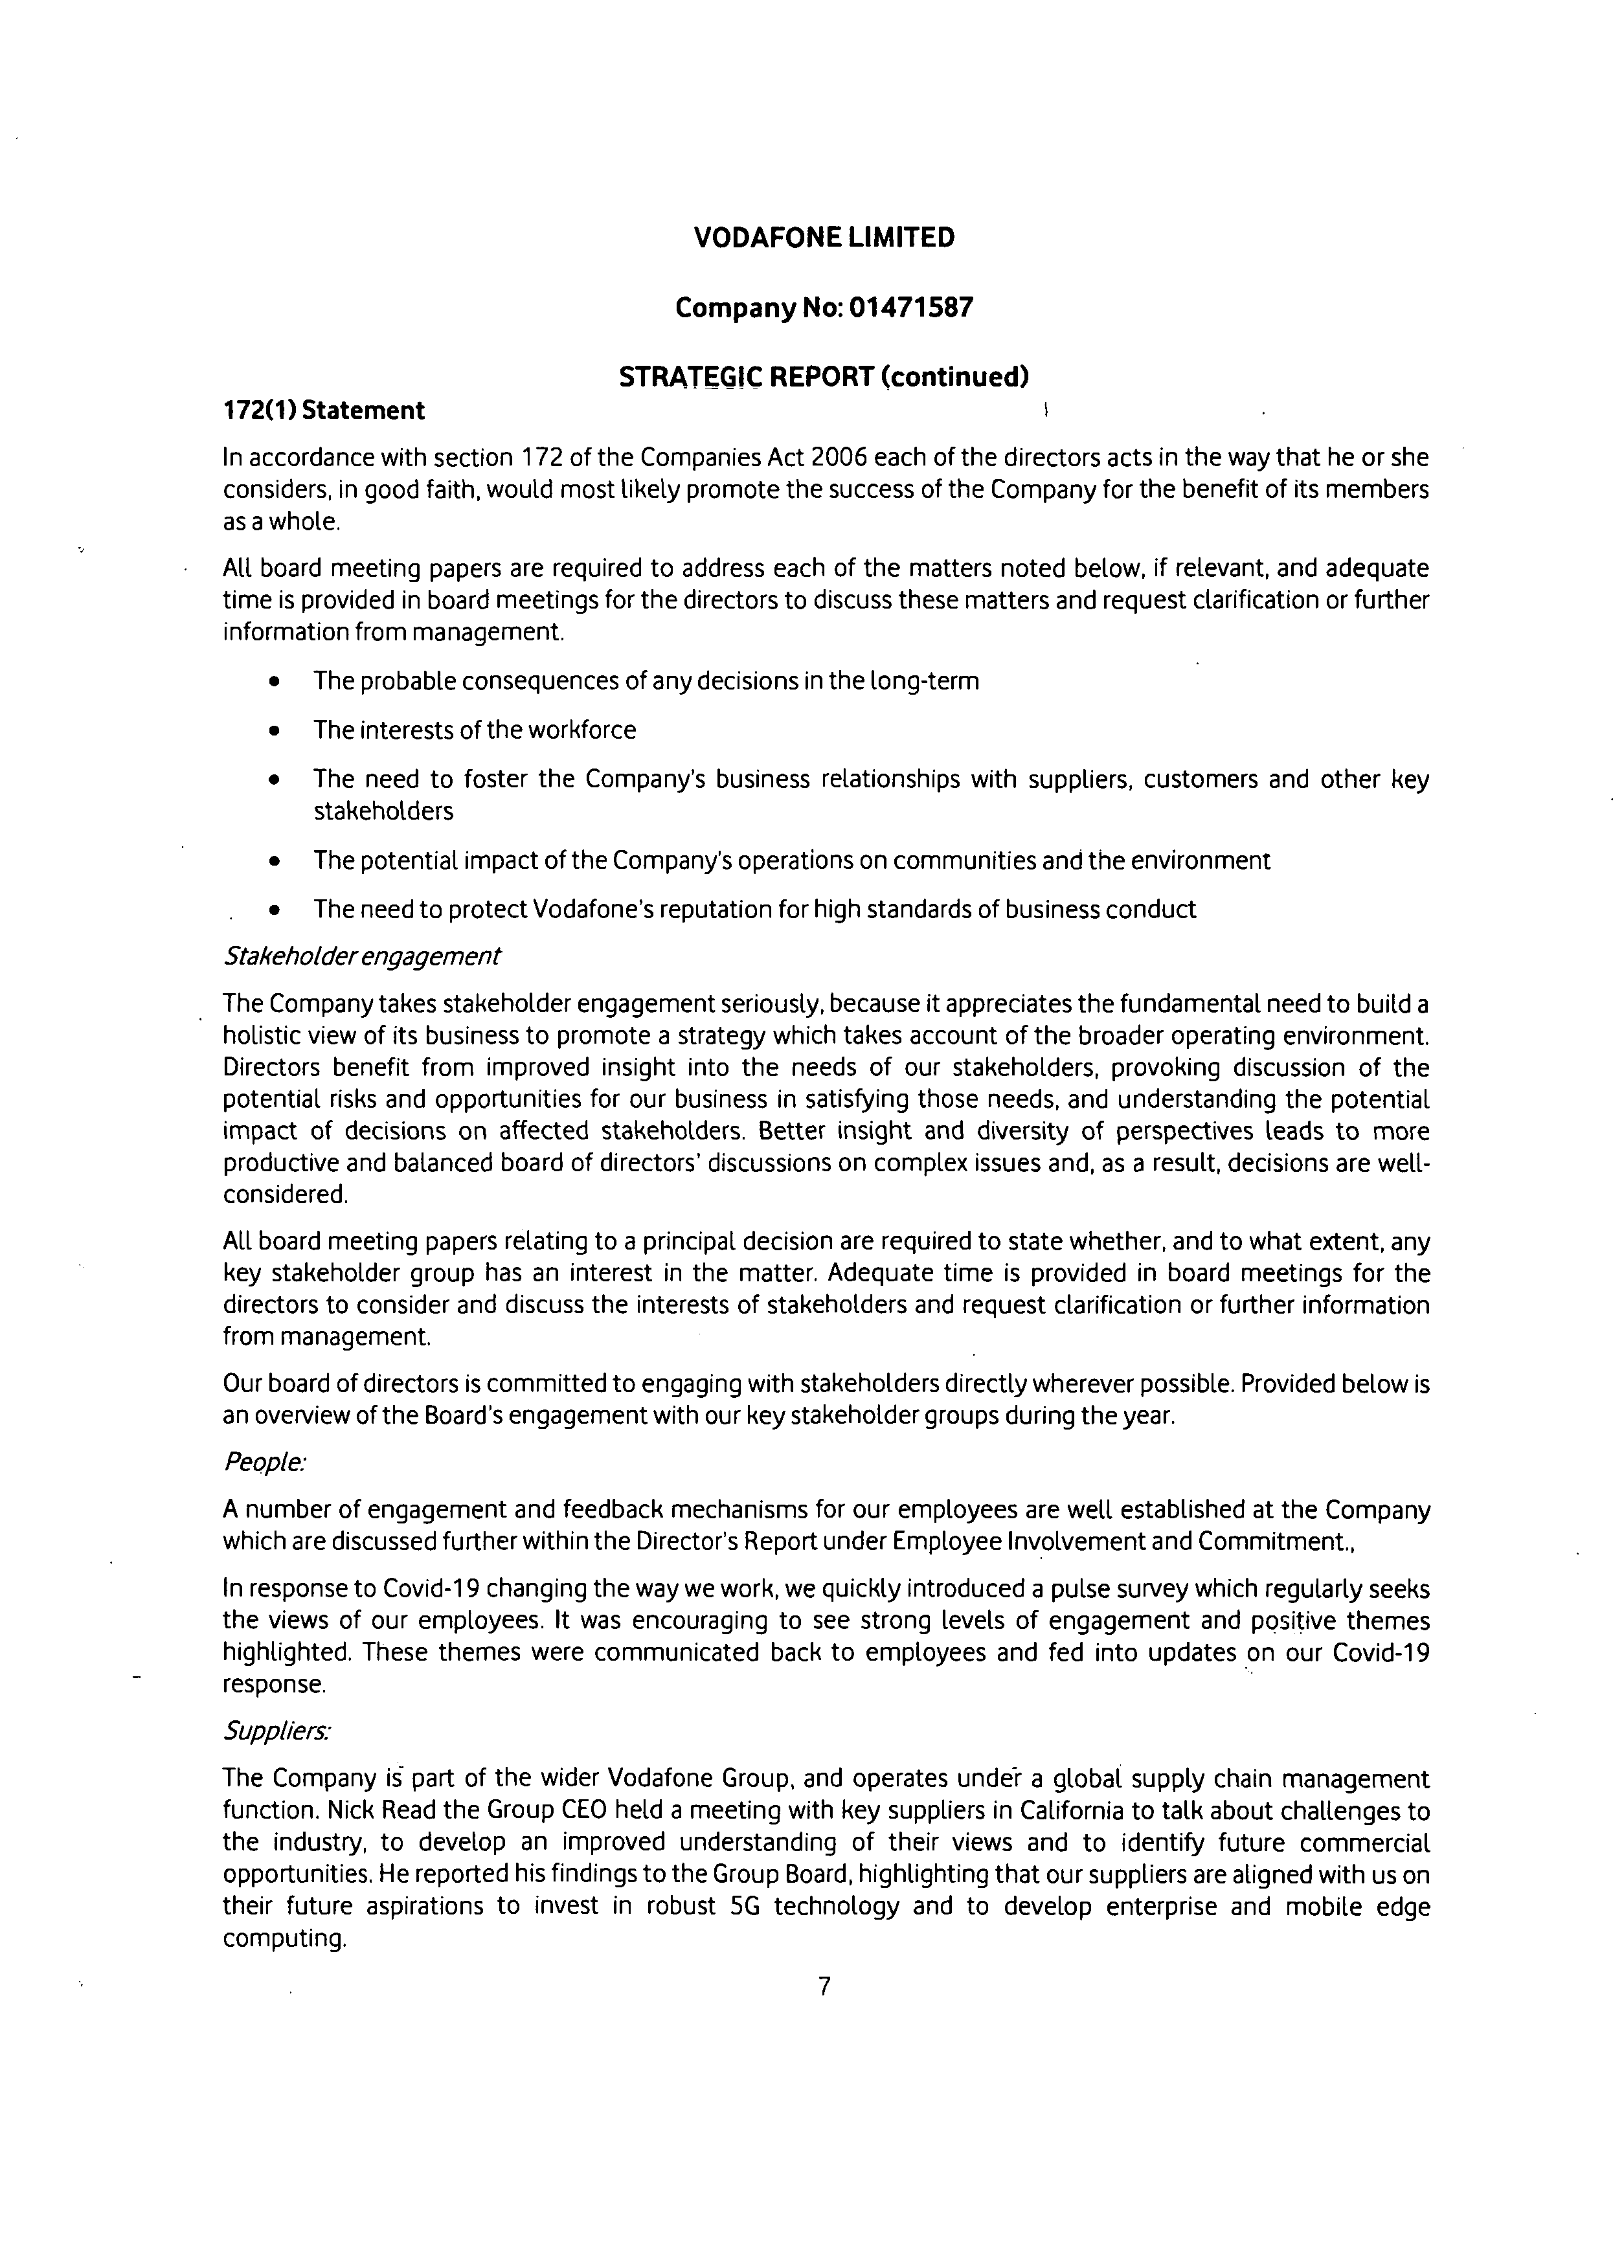 VODAFONE LIMITED
Company No: 01471587
STRATEGIC REPORT (continued)
172(1) Statement
In accordance with section 172 of the Companies Act 2006 each of the directors acts in the way that he or she
considers, in good faith, would most likely promote the success of the Company for the benefit of its members
as a whole.
All board meeting papers are required to address each of the matters noted below, if relevant, and adequate
time is provided in board meetings for the directors to discuss these matters and request clarification or further
information from management.
• The probable consequences of any decisions in the long-term
• The interests of the workforce
• The need to foster the Company's business relationships with suppliers, customers and other key
stakeholders
• The potential impact of the Company's operations on communities and the environment
• The need to protect Vodafone's reputation for high standards of business conduct
Stakeholder engagement
The Company takes stakeholder engagement seriously, because it appreciates the fundamental need to build a
holistic view of its business to promote a strategy which takes account of the broader operating environment.
Directors benefit from improved insight into the needs of our stakeholders, provoking discussion of the
potential risks and opportunities for our business in satisfying those needs, and understanding the potential
impact of decisions on affected stakeholders. Better insight and diversity of perspectives leads to more
productive and balanced board of directors' discussions on complex issues and, as a result, decisions are well-
considered.
All board meeting papers relating to a principal decision are required to state whether, and to what extent, any
key stakeholder group has an interest in the matter. Adequate time is provided in board meetings for the
directors to consider and discuss the interests of stakeholders and request clarification or further information
from management.
Our board of directors is committed to engaging with stakeholders directly wherever possible. Provided below is
an overview of the Board's engagement with our key stakeholder groups during the year.
People:
A number of engagement and feedback mechanisms for our employees are well established at the Company
which are discussed further within the Director's Report under Employee Involvement and Commitment.,
In response to Covid-19 changing the way we work, we quickly introduced a pulse survey which regularly seeks
the views of our employees. It was encouraging to see strong levels of engagement and positive themes
highlighted. These themes were communicated back to employees and fed into updates on our Covid-19
response.
Suppliers:
The Company is part of the wider Vodafone Group, and operates under a global supply chain management
function. Nick Read the Group CEO held a meeting with key suppliers in California to talk about challenges to
the industry, to develop an improved understanding of their views and to identify future commercial
opportunities. He reported his findings to the Group Board, highlighting that our suppliers are aligned with us on
their future aspirations to invest in robust 5G technology and to develop enterprise and mobile edge
computing.
7